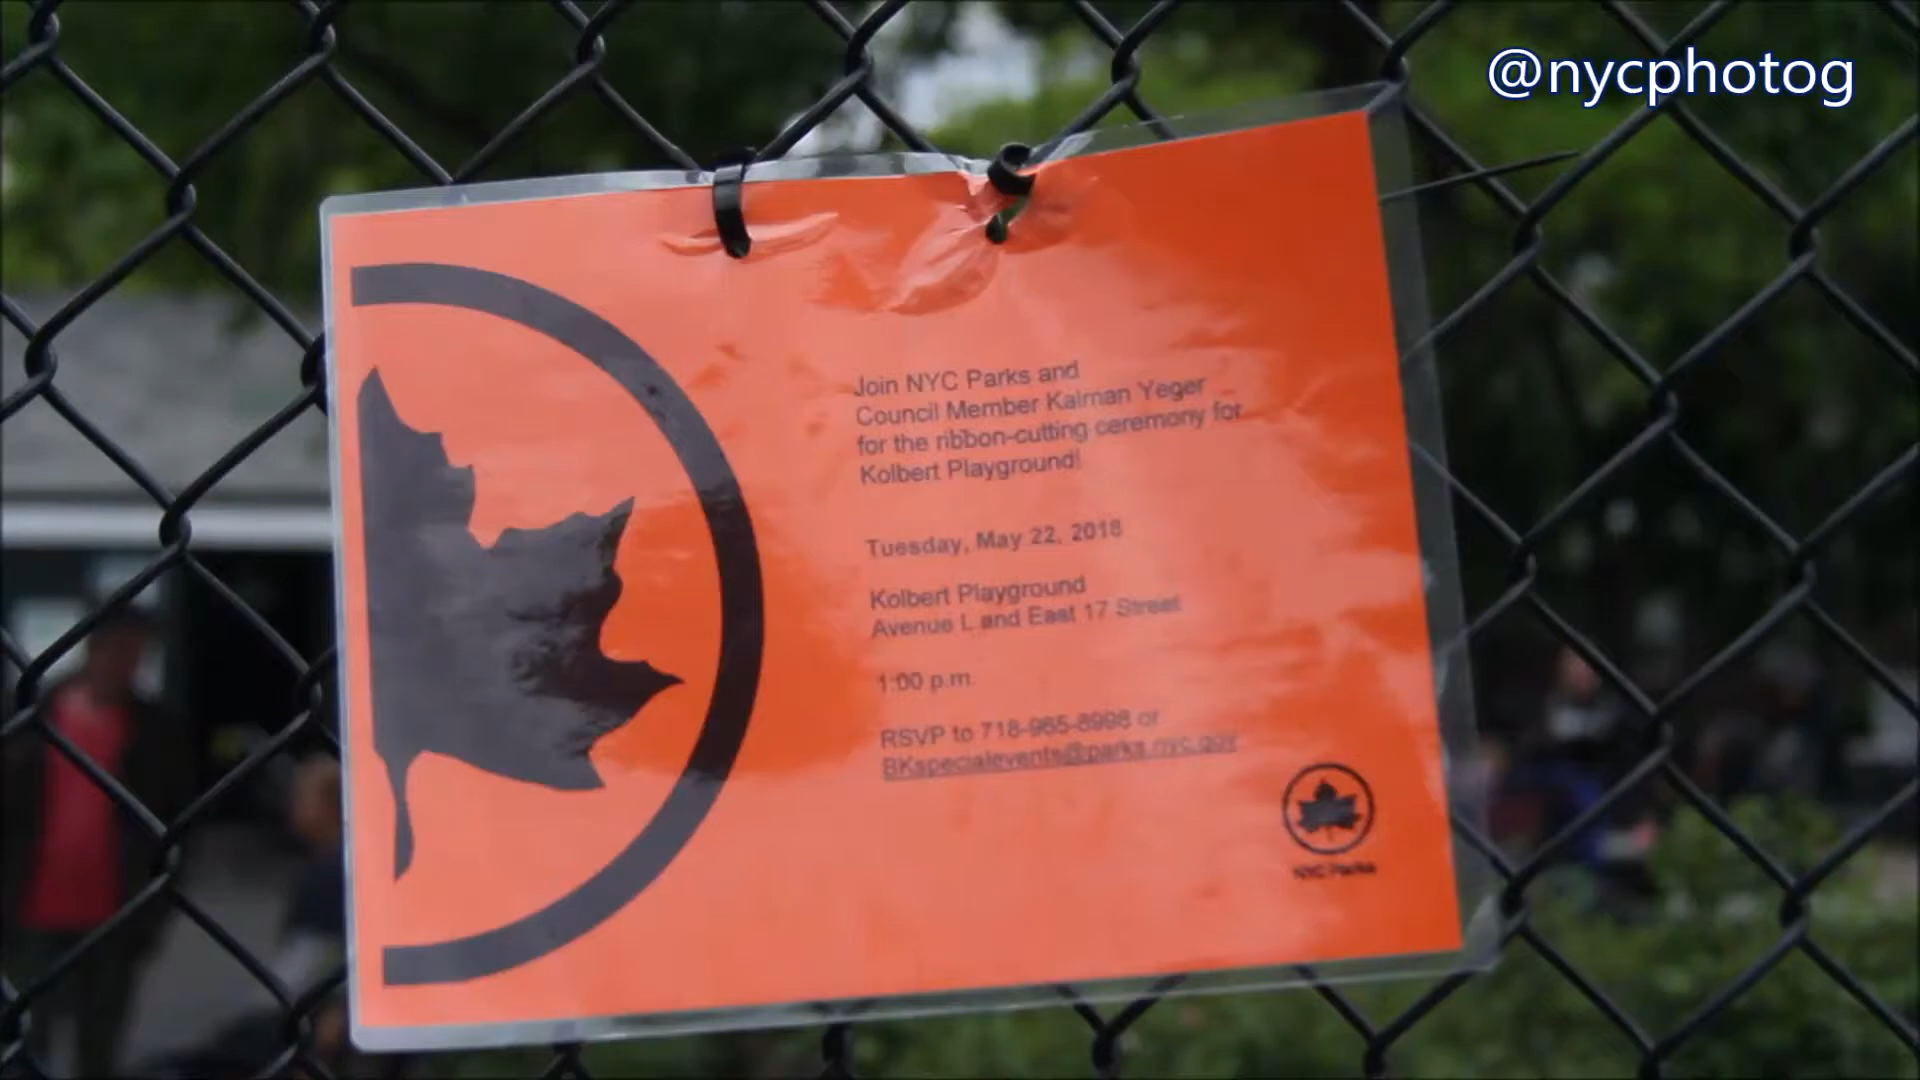 @nycphotog
Join NYC Parks and
Council Member Kalman Yeger
for the ribbon-cutting ceremony for
Kolbert Playground!
Tuesday, May 22, 2018
Kolbert Playground
Avenue L and East 17 Street
1:00 p.m.
RSVP to 718-965-8998 or
BKspecialevents@parks.nyc.gov
NYC Parks